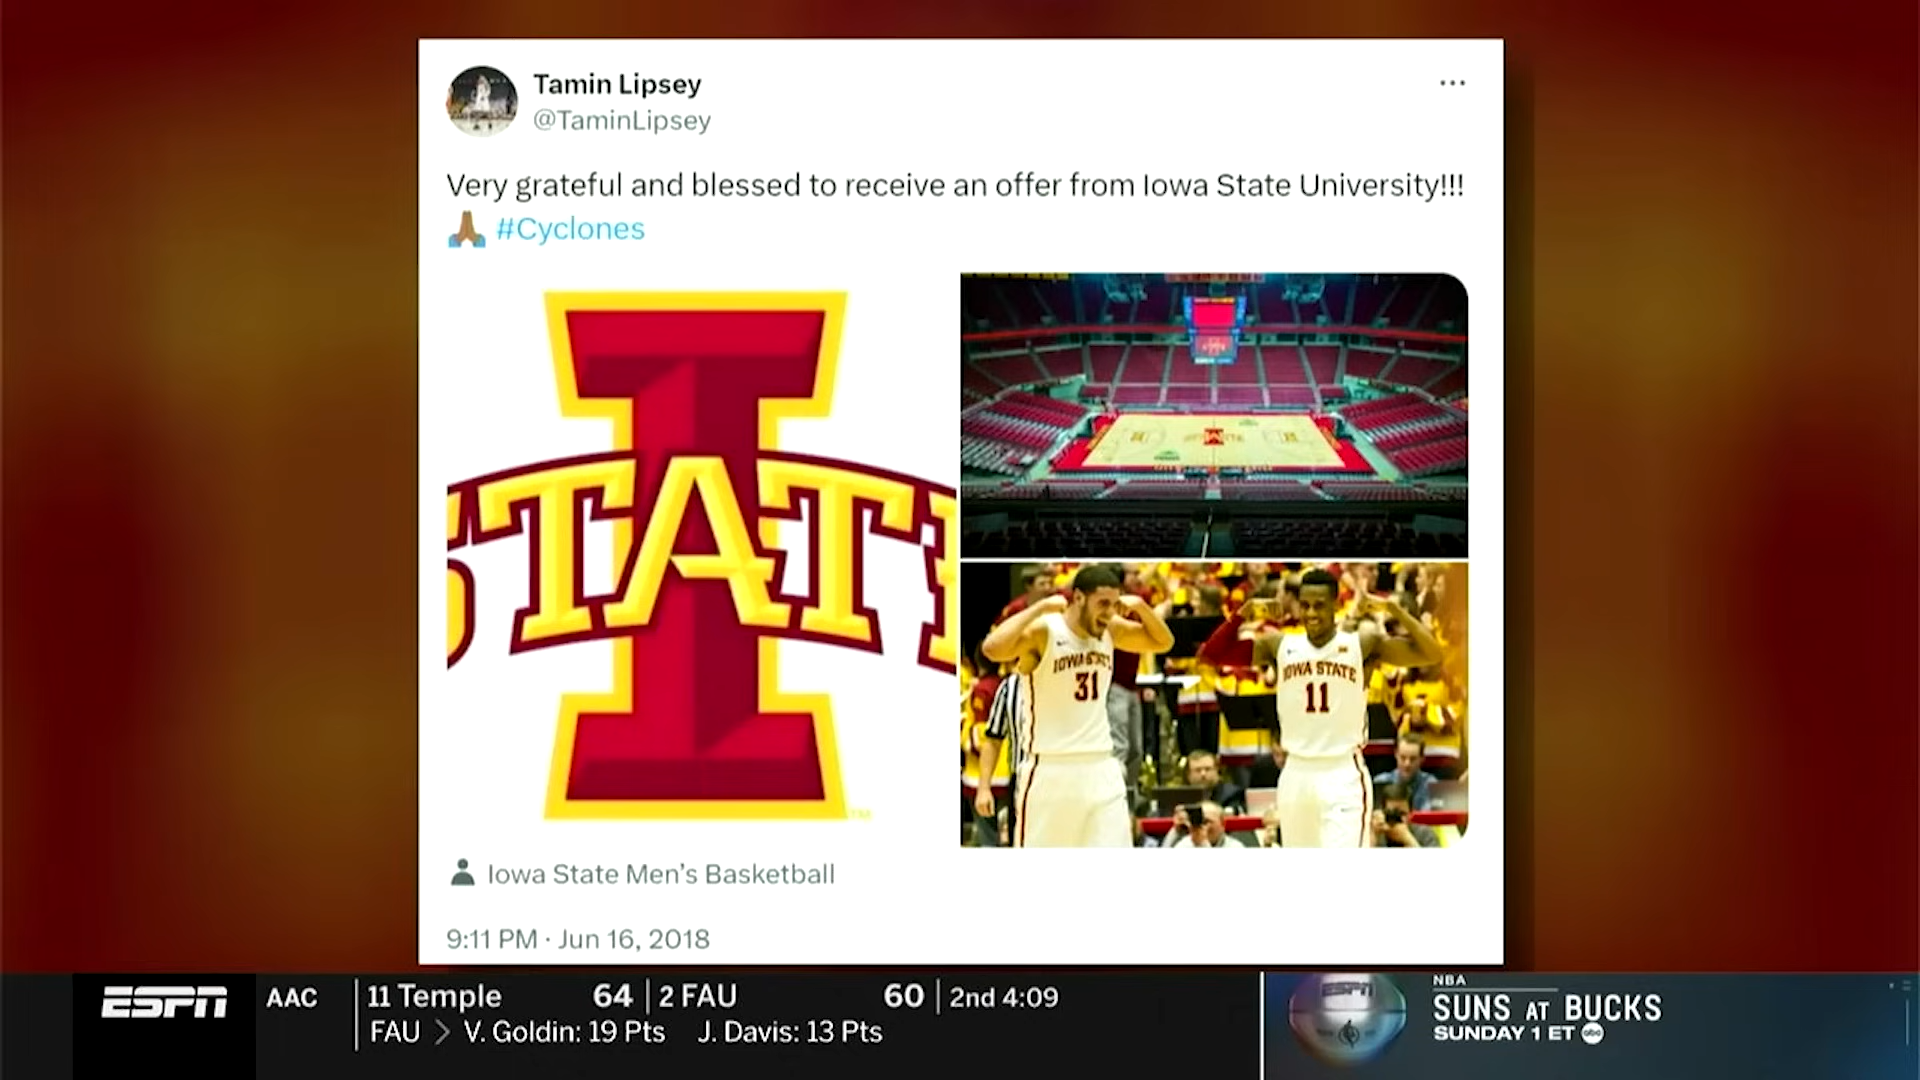 Tamin Lipsey
@TaminLipsey
Very grateful and blessed to receive an offer from Iowa State University!!!
#Cyclones
STATE
IOWA STATE
31
IOWA STATE
11
Iowa State Men's Basketball
9:11 PM · Jun 16, 2018
ESPN
AAC
11 Temple 64 2 FAU 60 2nd 4:09
FAU > V. Goldin: 19 Pts J. Davis: 13 Pts
ESPN
NBA
SUNS AT BUCKS
SUNDAY 1 ET abc